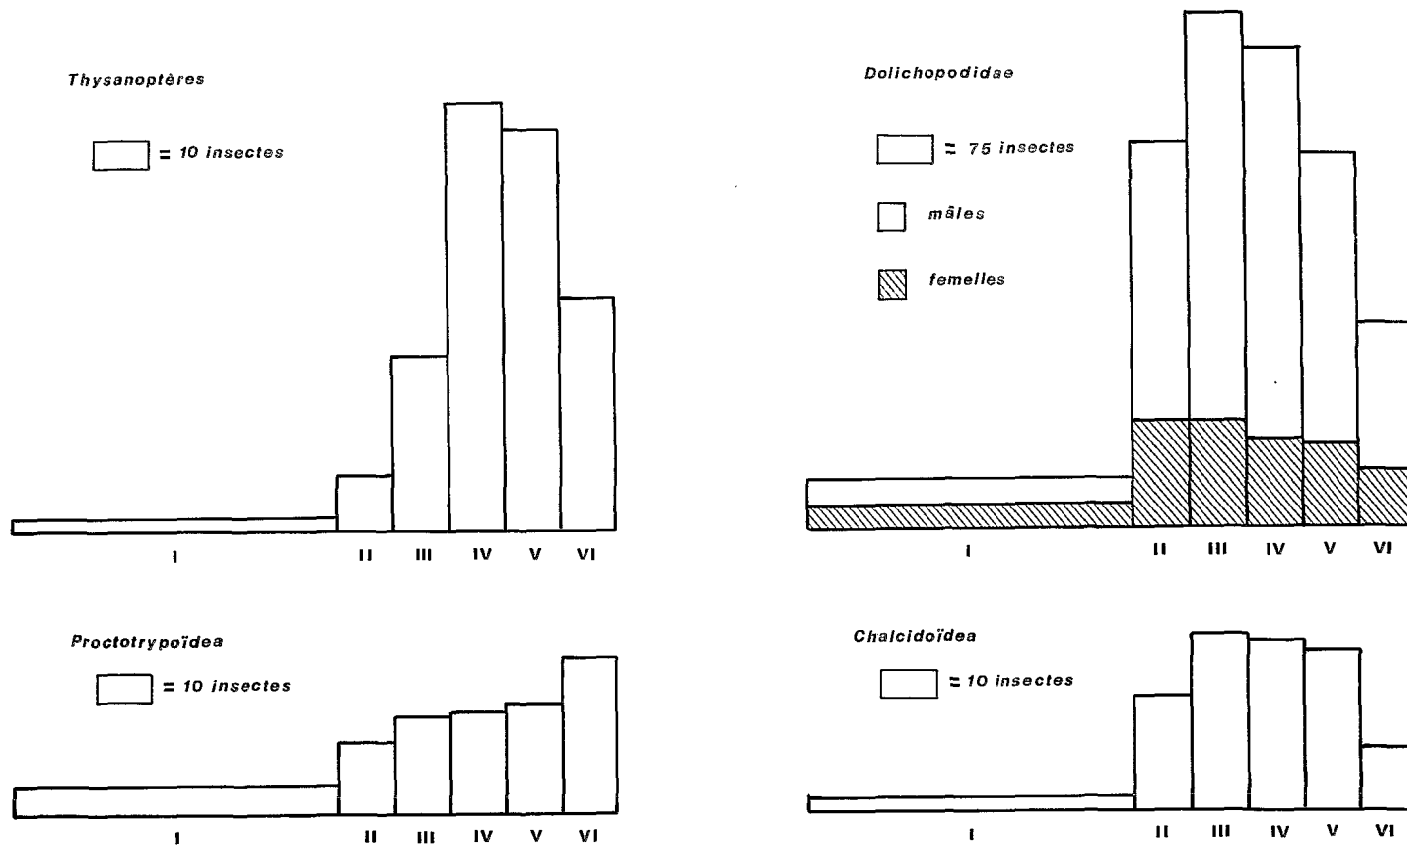 Thysanoptères
= 10 insectes
I II III IV V VI
Dolichopodidae
= 75 insectes
mâles
femelles
I II III IV V VI
Proctotrypoïdea
= 10 insectes
I II III IV V VI
Chalcidoïdea
= 10 insectes
I II III IV V VI